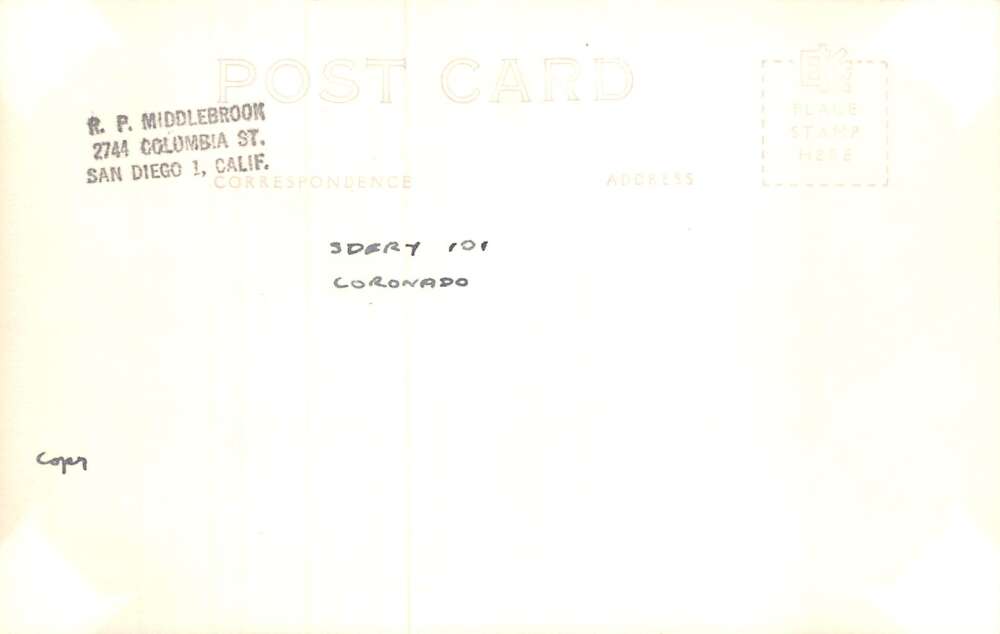 POST CARD
R. P. MIDDLEBROOK
2744 COLUMBIA ST.
SAN DIEGO 1, CALIF.
CORRESPONDENCE
ADDRESS
EKC
PLACE
STAMP
HERE
SDERY 101
CORONADO
Copy